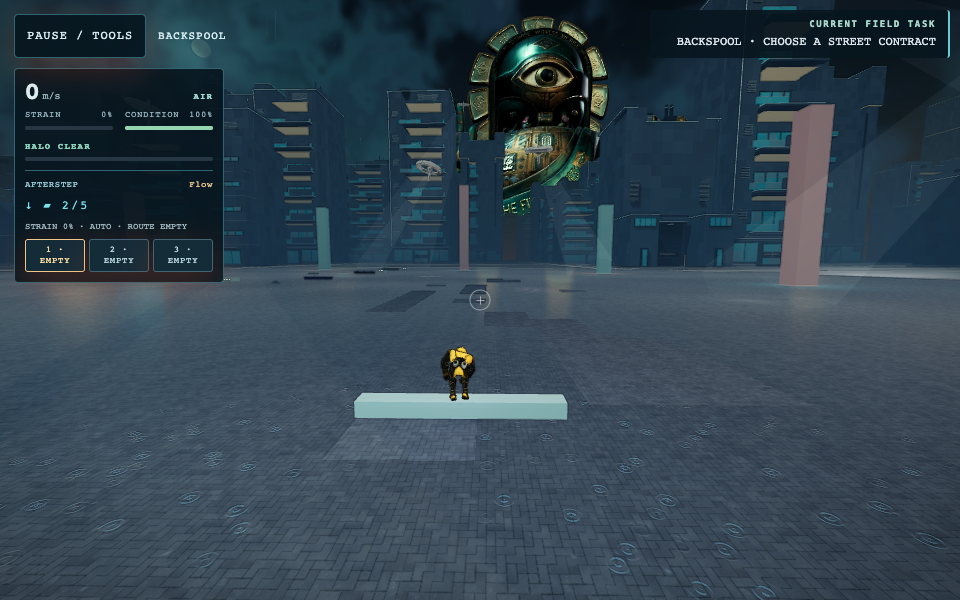 PAUSE / TOOLS
BACKSPOOL
CURRENT FIELD TASK
BACKSPOOL · CHOOSE A STREET CONTRACT
0 m/s
AIR
STRAIN 0%
CONDITION 100%
HALO CLEAR
AFTERSTEP
Flow
↓ ▰ 2/5
STRAIN 0% · AUTO · ROUTE EMPTY
1 ·
EMPTY
2 ·
EMPTY
3 ·
EMPTY